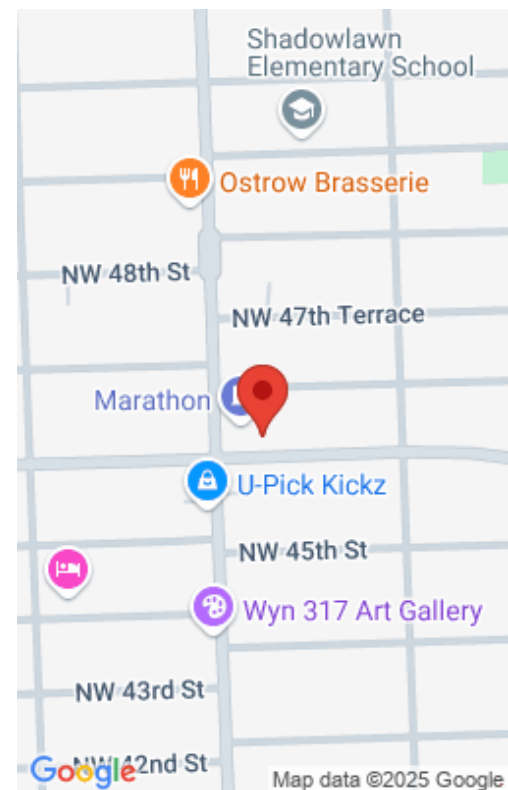 Shadowlawn
Elementary School
Ostrow Brasserie
NW 48th St
NW 47th Terrace
Marathon
U-Pick Kickz
NW 45th St
Wyn 317 Art Gallery
NW 43rd St
NW 42nd St
Google
Map data ©2025 Google